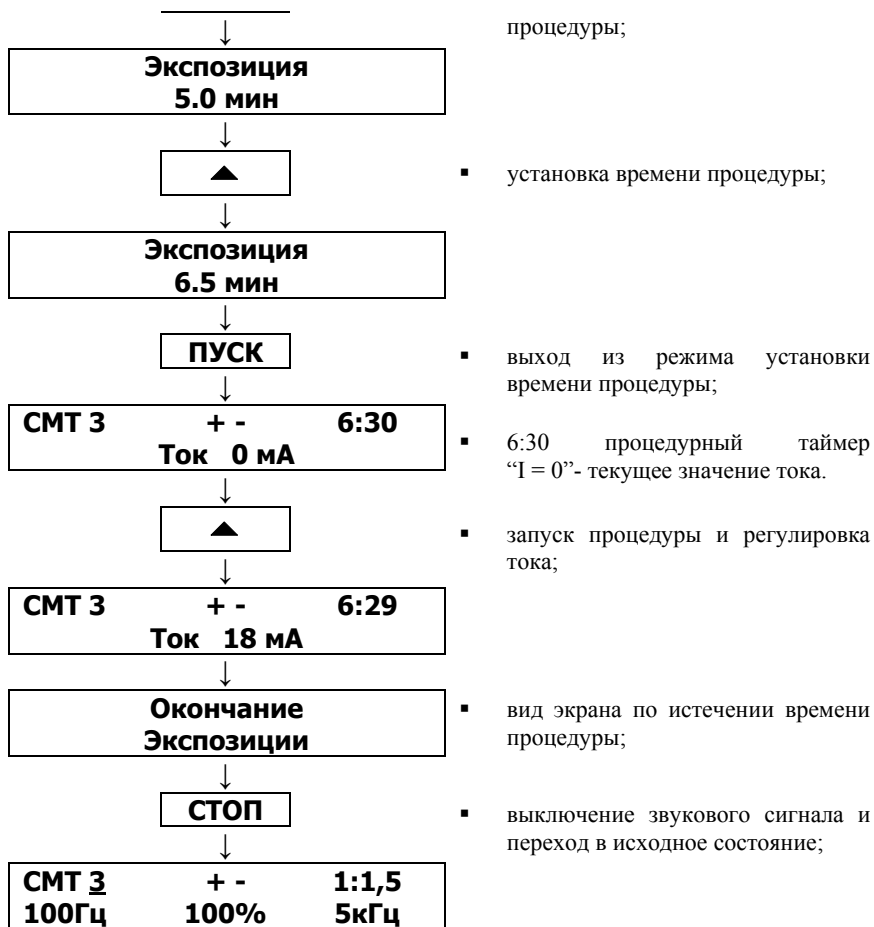 процедуры;
↓
Экспозиция
5.0 мин
↓
▲
▪ установка времени процедуры;
↓
Экспозиция
6.5 мин
↓
ПУСК
▪ выход из режима установки
времени процедуры;
↓
СМТ 3 + - 6:30
Ток 0 мА
▪ 6:30 процедурный таймер
“I = 0”- текущее значение тока.
↓
▲
▪ запуск процедуры и регулировка
тока;
↓
СМТ 3 + - 6:29
Ток 18 мА
↓
Окончание
Экспозиции
▪ вид экрана по истечении времени
процедуры;
↓
СТОП
▪ выключение звукового сигнала и
переход в исходное состояние;
↓
СМТ 3 + - 1:1,5
100Гц 100% 5кГц